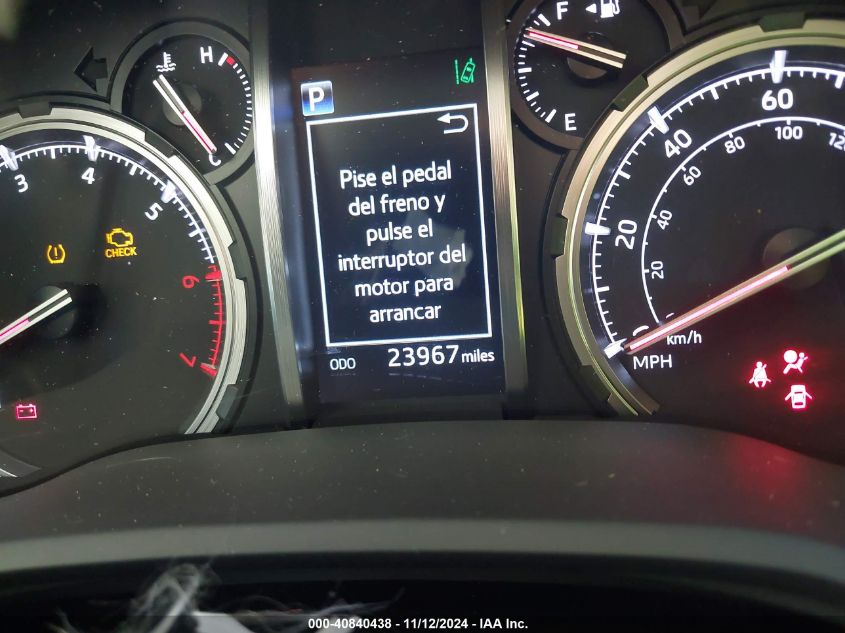 F
H
P
E
C
Pise el pedal
del freno y
pulse el
interruptor del
motor para
arrancar
ODO 23967 miles
3 4 5 6 7
CHECK
20 40 60
20 40 60 80 100 120
km/h
MPH
000-40840438 - 11/12/2024 - IAA Inc.